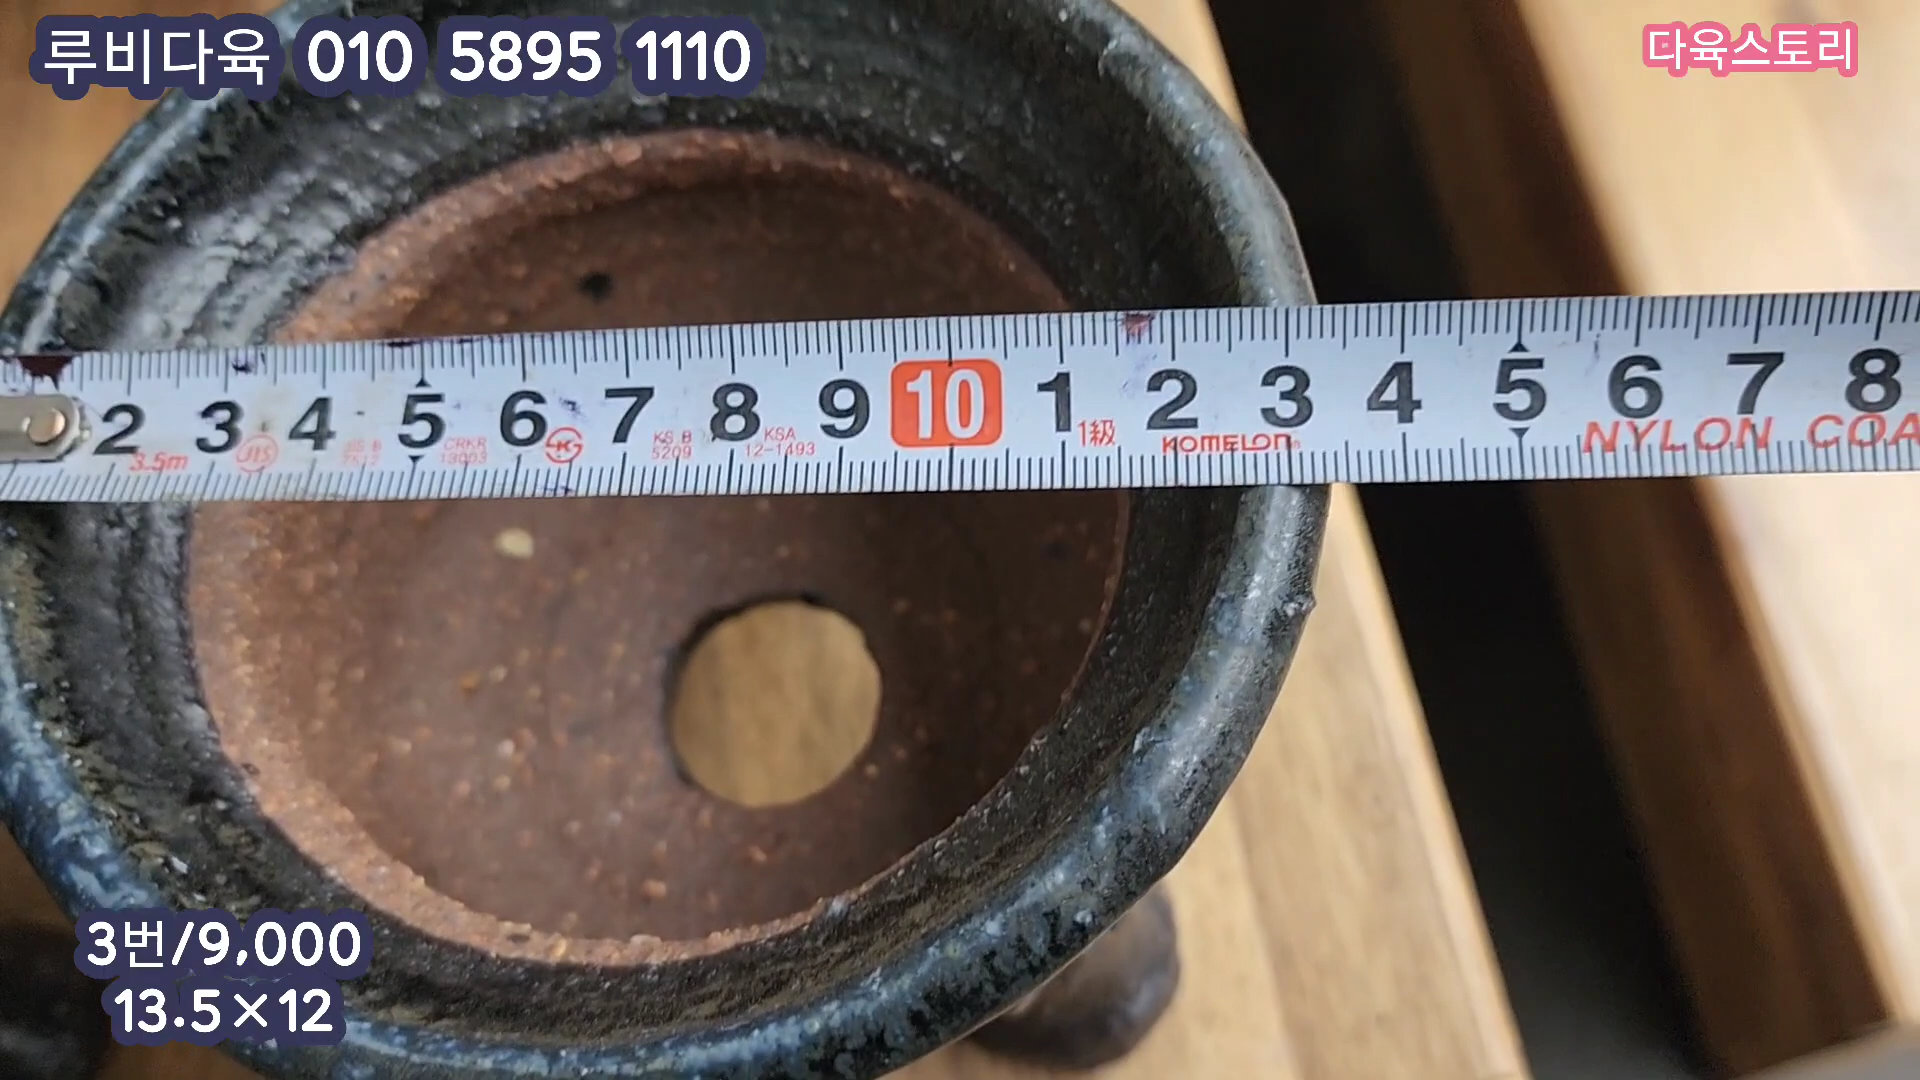 루비다육 010 5895 1110
다육스토리
2 3 4 5 6 7 8 9 10 1 2 3 4 5 6 7 8
3.5m JIS CRKR 13003 K KS B 5209 KSA 12-1493 1級 KOMELON NYLON COA
3번/9,000
13.5×12